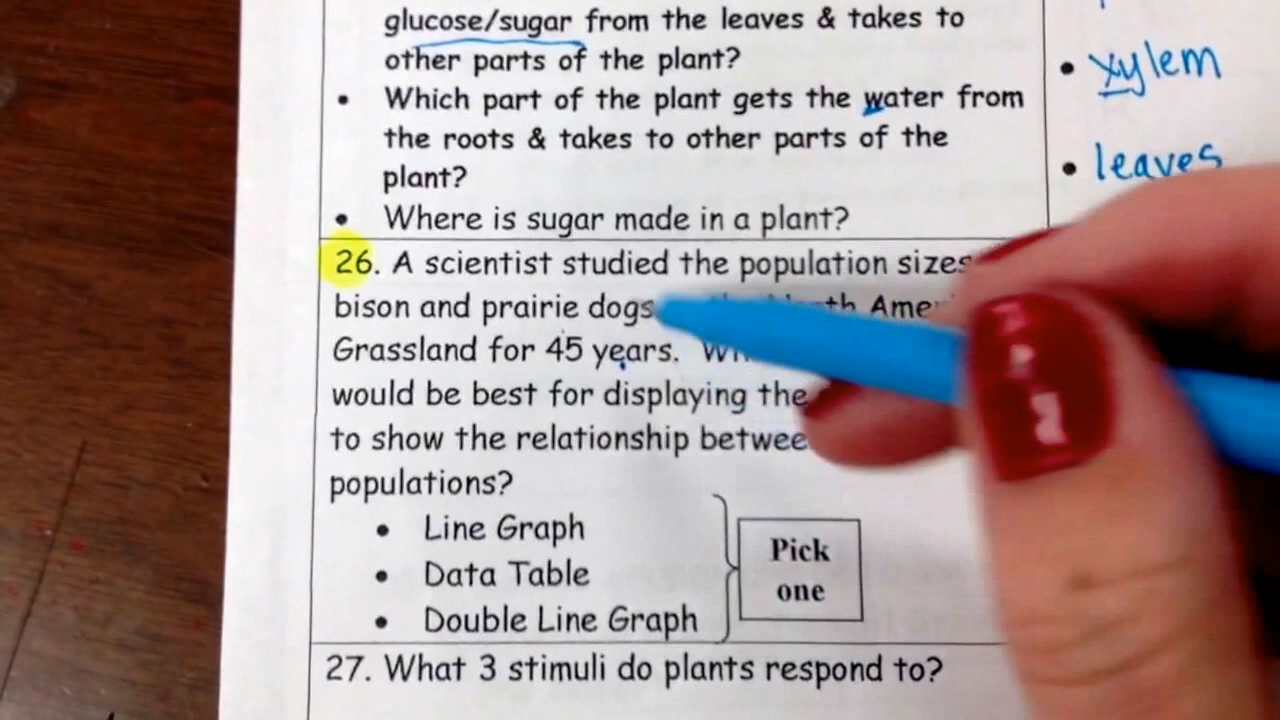 glucose/sugar from the leaves & takes to
other parts of the plant?
• Which part of the plant gets the water from
the roots & takes to other parts of the
plant?
• Where is sugar made in a plant?
• xylem
• leaves
26. A scientist studied the population sizes
bison and prairie dogs North
Grassland for 45 years.
would be best for displaying the
to show the relationship
populations?
• Line Graph
• Data Table
• Double Line Graph
Pick
one
27. What 3 stimuli do plants respond to?